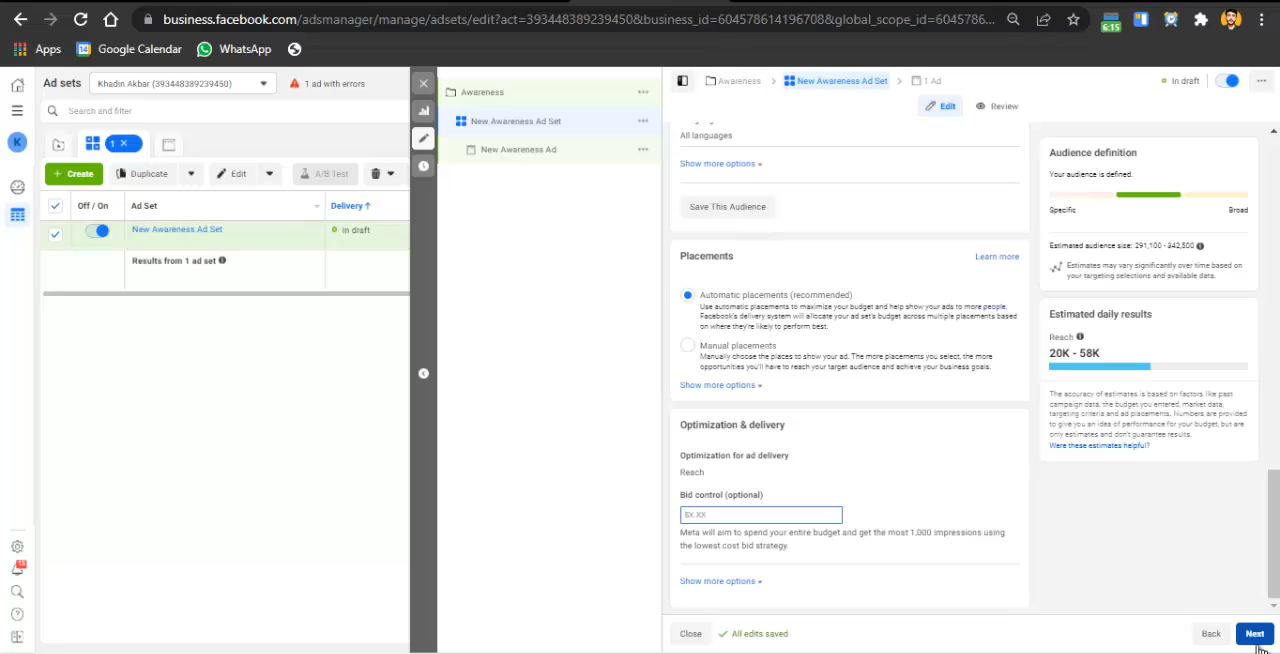 business.facebook.com/adsmanager/manage/adsets/edit?act=393448389239450&business_id=604578614196708&global_scope_id=6045786...
6:15
Apps
Google Calendar
WhatsApp
Ad sets
Khadin Akbar (393448389239450)
1 ad with errors
Search and filter
K
1 ×
+ Create
Duplicate
Edit
A/B Test
Off / On
Ad Set
Delivery ↑
New Awareness Ad Set
In draft
Results from 1 ad set
Awareness
New Awareness Ad Set
New Awareness Ad
Awareness
New Awareness Ad Set
1 Ad
In draft
Edit
Review
All languages
Show more options
Save This Audience
Placements
Learn more
Automatic placements (recommended)
Use automatic placements to maximize your budget and help show your ads to more people.
Facebook's delivery system will allocate your ad set's budget across multiple placements based
on where they're likely to perform best.
Manual placements
Manually choose the places to show your ad. The more placements you select, the more
opportunities you'll have to reach your target audience and achieve your business goals.
Show more options
Optimization & delivery
Optimization for ad delivery
Reach
Bid control (optional)
$X.XX
Meta will aim to spend your entire budget and get the most 1,000 impressions using
the lowest cost bid strategy.
Show more options
Audience definition
Your audience is defined.
Specific
Broad
Estimated audience size: 291,100 - 342,500
Estimates may vary significantly over time based on
your targeting selections and available data.
Estimated daily results
Reach
20K - 58K
The accuracy of estimates is based on factors like past
campaign data, the budget you entered, market data,
targeting criteria and ad placements. Numbers are provided
to give you an idea of performance for your budget, but are
only estimates and don't guarantee results.
Were these estimates helpful?
Close
All edits saved
Back
Next